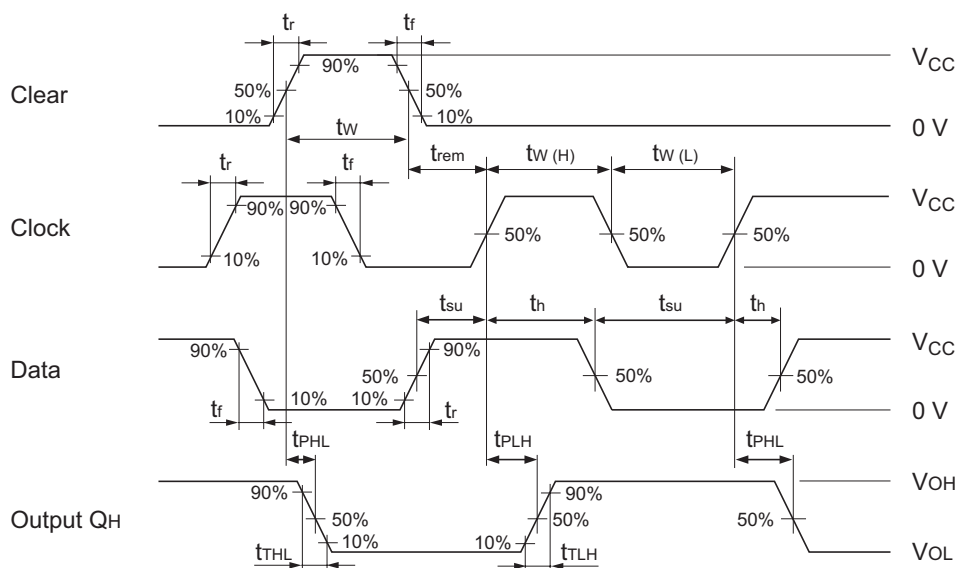 tr tf
VCC
90%
Clear 50% 50%
10% 10%
0 V
tW
trem tW (H) tW (L)
tr tf
VCC
90% 90%
Clock 50% 50% 50%
10% 10%
0 V
tsu th tsu th
VCC
90% 90%
Data 50% 50% 50%
10% 10%
0 V
tf tr
tPHL tPLH tPHL
VOH
90% 90%
Output QH 50% 50% 50%
10% 10%
tTHL tTLH VOL